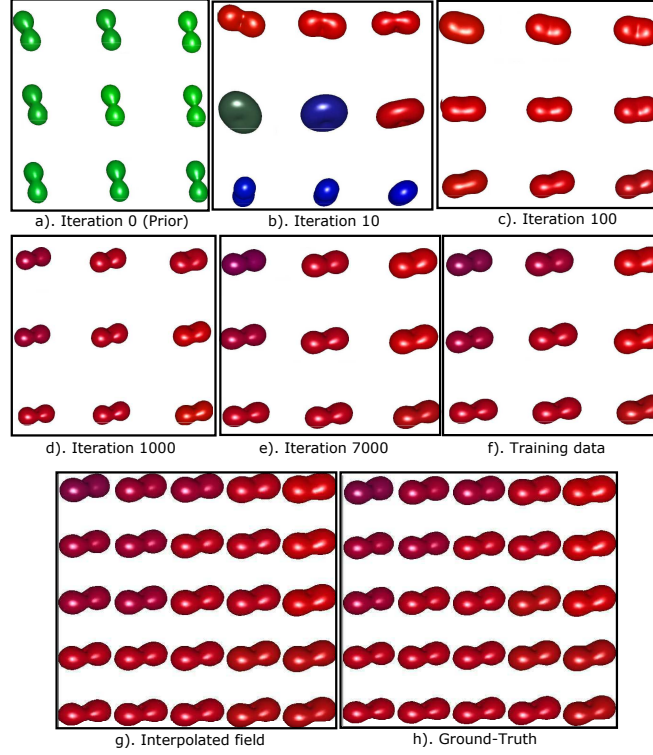 a). Iteration 0 (Prior)
b). Iteration 10
c). Iteration 100
d). Iteration 1000
e). Iteration 7000
f). Training data
g). Interpolated field
h). Ground-Truth